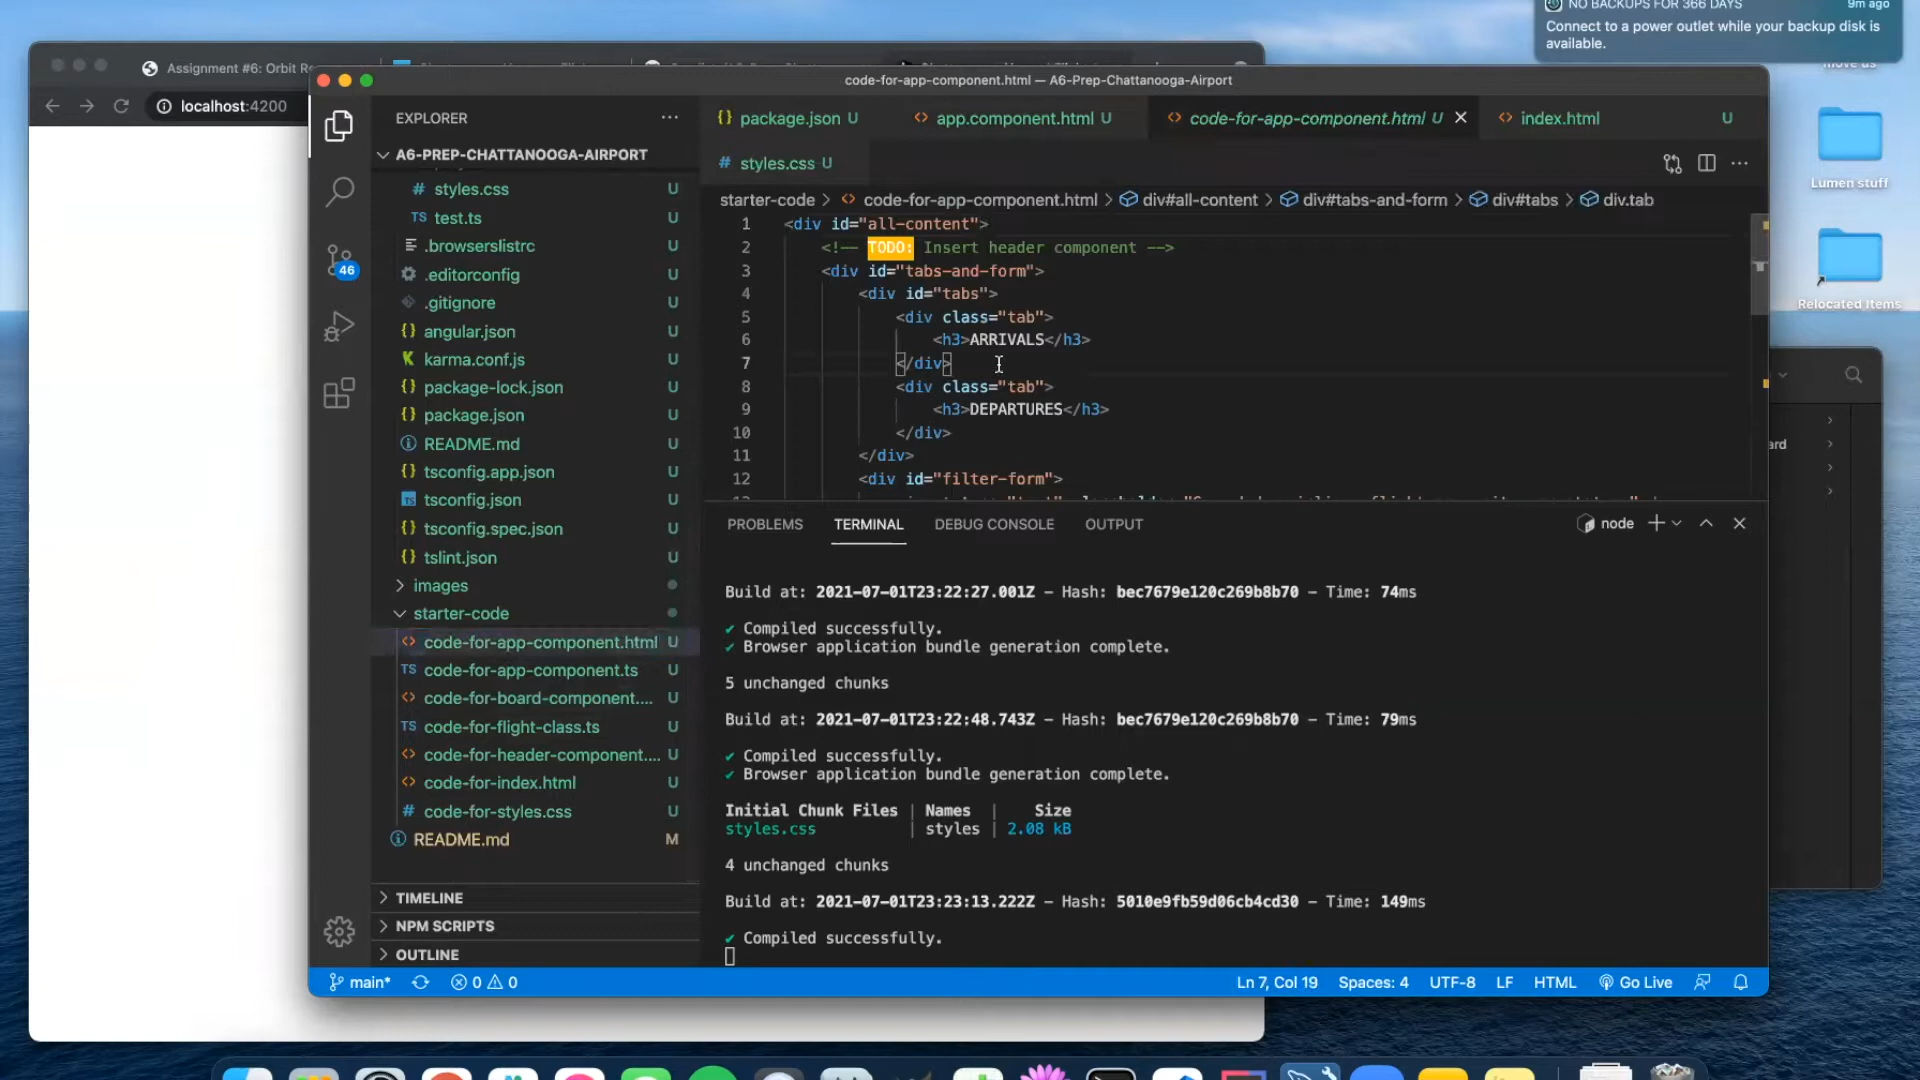 NO BACKUPS FOR 366 DAYS
9m ago
Connect to a power outlet while your backup disk is
available.
Assignment #6: Orbit R
localhost:4200
code-for-app-component.html — A6-Prep-Chattanooga-Airport
EXPLORER
A6-PREP-CHATTANOOGA-AIRPORT
# styles.css U
TS test.ts U
.browserslistrc U
.editorconfig U
.gitignore U
{} angular.json U
karma.conf.js U
{} package-lock.json U
{} package.json U
README.md U
{} tsconfig.app.json U
tsconfig.json U
{} tsconfig.spec.json U
{} tslint.json U
images
starter-code
<> code-for-app-component.html U
TS code-for-app-component.ts U
<> code-for-board-component.... U
TS code-for-flight-class.ts U
<> code-for-header-component.... U
<> code-for-index.html U
# code-for-styles.css U
README.md M
TIMELINE
NPM SCRIPTS
OUTLINE
46
{} package.json U
<> app.component.html U
<> code-for-app-component.html U
<> index.html U
# styles.css U
starter-code > <> code-for-app-component.html > div#all-content > div#tabs-and-form > div#tabs > div.tab
1 <div id="all-content">
2 <!-- TODO: Insert header component -->
3 <div id="tabs-and-form">
4 <div id="tabs">
5 <div class="tab">
6 <h3>ARRIVALS</h3>
7 </div>
8 <div class="tab">
9 <h3>DEPARTURES</h3>
10 </div>
11 </div>
12 <div id="filter-form">
PROBLEMS TERMINAL DEBUG CONSOLE OUTPUT
node
Build at: 2021-07-01T23:22:27.001Z - Hash: bec7679e120c269b8b70 - Time: 74ms
✔ Compiled successfully.
✔ Browser application bundle generation complete.
5 unchanged chunks
Build at: 2021-07-01T23:22:48.743Z - Hash: bec7679e120c269b8b70 - Time: 79ms
✔ Compiled successfully.
✔ Browser application bundle generation complete.
Initial Chunk Files | Names | Size
styles.css | styles | 2.08 kB
4 unchanged chunks
Build at: 2021-07-01T23:23:13.222Z - Hash: 5010e9fb59d06cb4cd30 - Time: 149ms
✔ Compiled successfully.
main*
0 0
Ln 7, Col 19
Spaces: 4
UTF-8
LF
HTML
Go Live
Lumen stuff
Relocated Items
ard